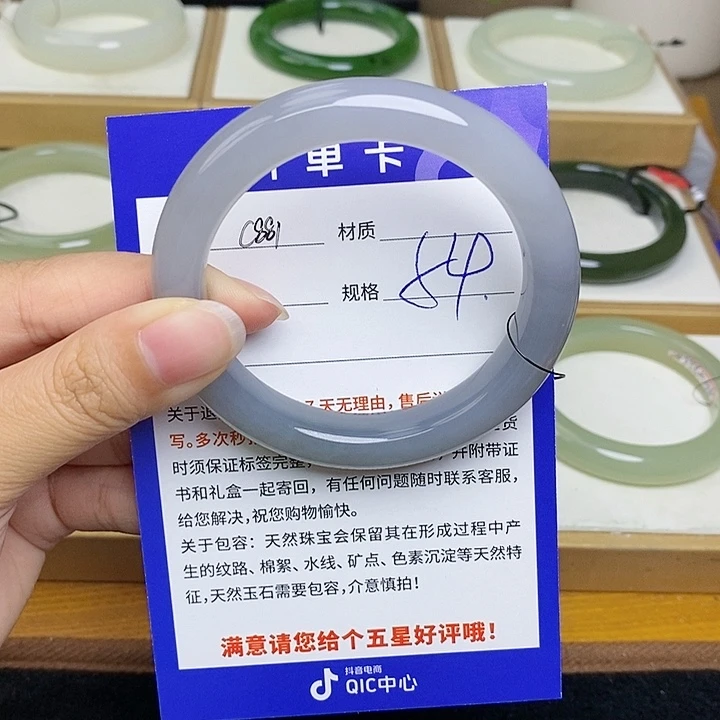 单卡
C881 材质
规格 54.
7天无理由，售后
关于退
写。多次秒
时须保证标签完整，并附带证
书和礼盒一起寄回，有任何问题随时联系客服，
给您解决，祝您购物愉快。
关于包容：天然珠宝会保留其在形成过程中产
生的纹路、棉絮、水线、矿点、色素沉淀等天然特
征，天然玉石需要包容，介意慎拍！
满意请您给个五星好评哦！
抖音电商
QIC中心